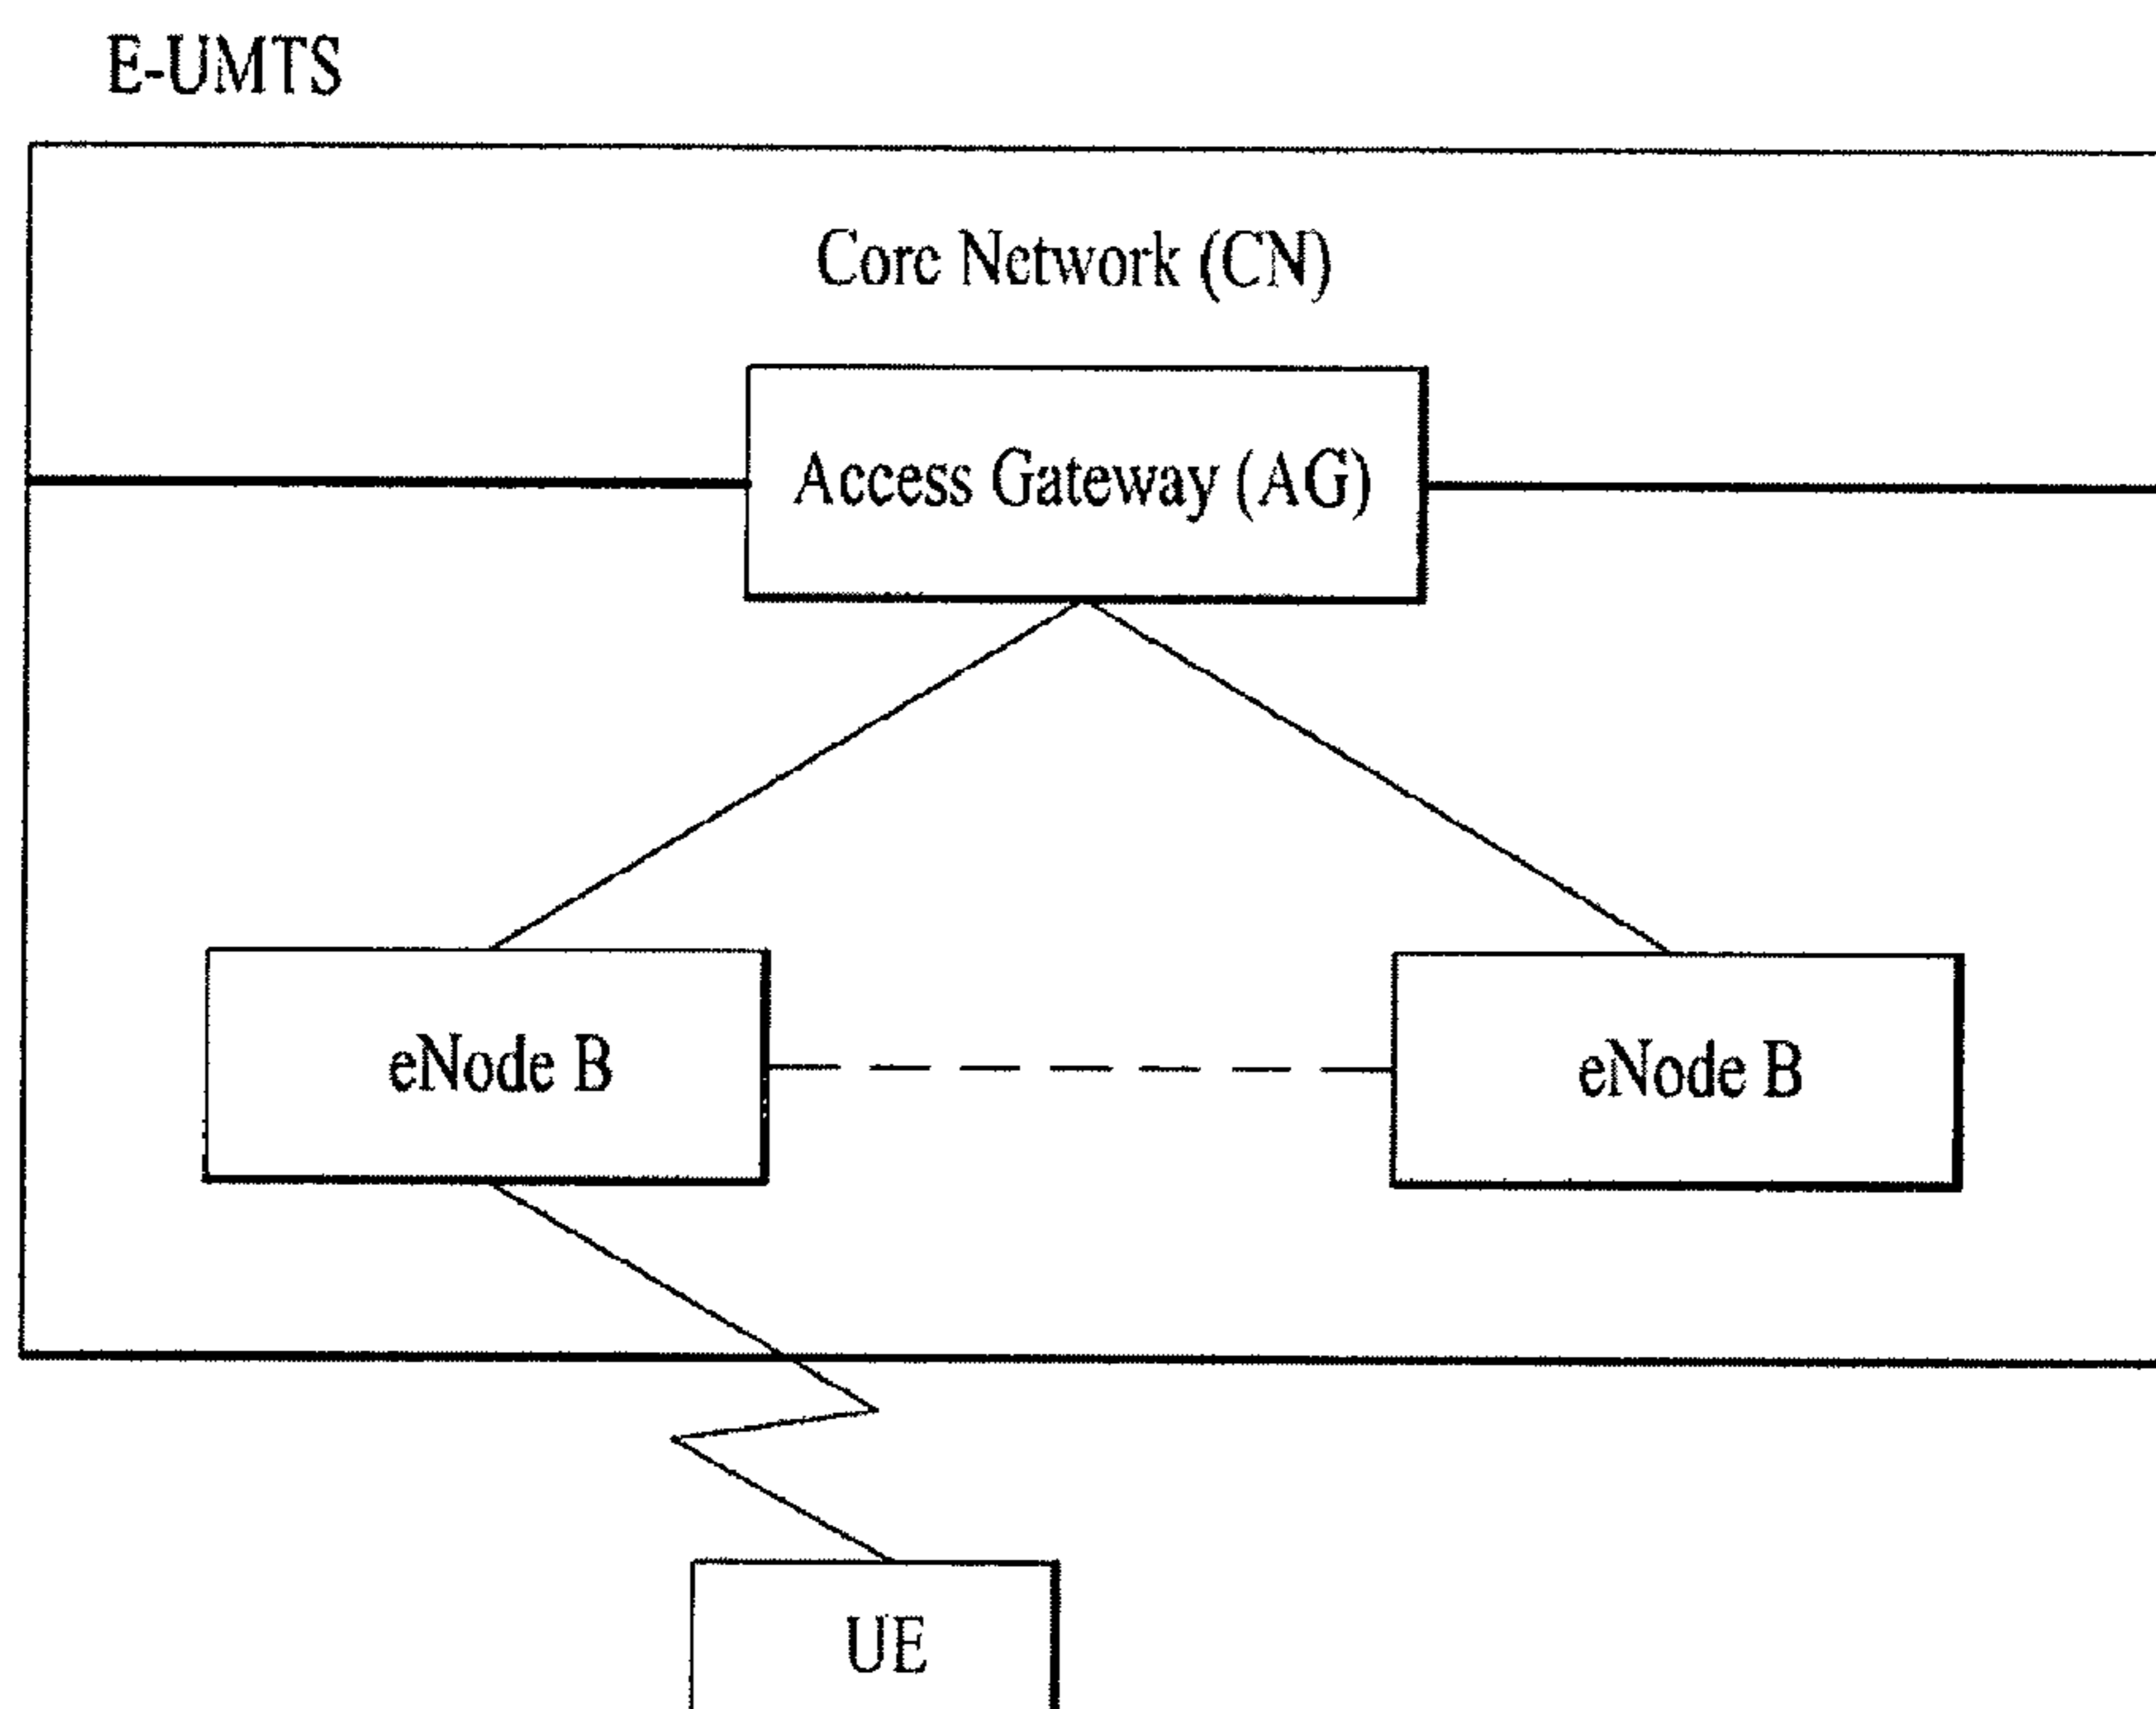 E-UMTS
Core Network (CN)
Access Gateway (AG)
eNode B
eNode B
UE